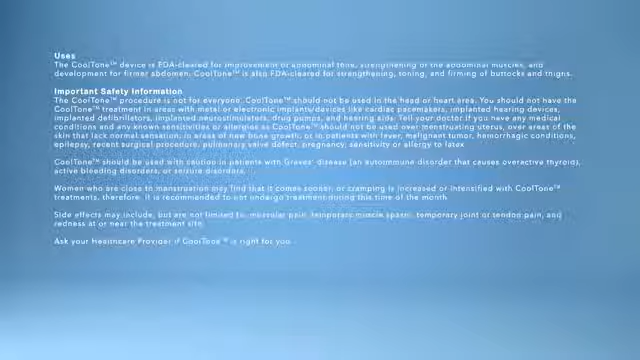 Uses
The CoolTone™ device is FDA-cleared for improvement of abdominal tone, strengthening of the abdominal muscles, and
development for firmer abdomen. CoolTone™ is also FDA-cleared for strengthening, toning, and firming of buttocks and thighs.
Important Safety Information
The CoolTone™ procedure is not for everyone. CoolTone™ should not be used in the head or heart area. You should not have the
CoolTone™ treatment in areas with metal or electronic implants/devices like cardiac pacemakers, implanted hearing devices,
implanted defibrillators, implanted neurostimulators, drug pumps, and hearing aids. Tell your doctor if you have any medical
conditions and any known sensitivities or allergies as CoolTone™ should not be used over menstruating uterus, over areas of the
skin that lack normal sensation, in areas of new bone growth, or in patients with fever, malignant tumor, hemorrhagic conditions,
epilepsy, recent surgical procedure, pulmonary valve defect, pregnancy, sensitivity or allergy to latex
CoolTone™ should be used with caution in patients with Graves' disease (an autoimmune disorder that causes overactive thyroid),
active bleeding disorders, or seizure disorders.
Women who are close to menstruation may find that it comes sooner, or cramping is increased or intensified with CoolTone™
treatments, therefore, it is recommended to not undergo treatment during this time of the month.
Side effects may include, but are not limited to, muscular pain, temporary muscle spasm, temporary joint or tendon pain, and
redness at or near the treatment site.
Ask your Healthcare Provider if CoolTone™ is right for you.